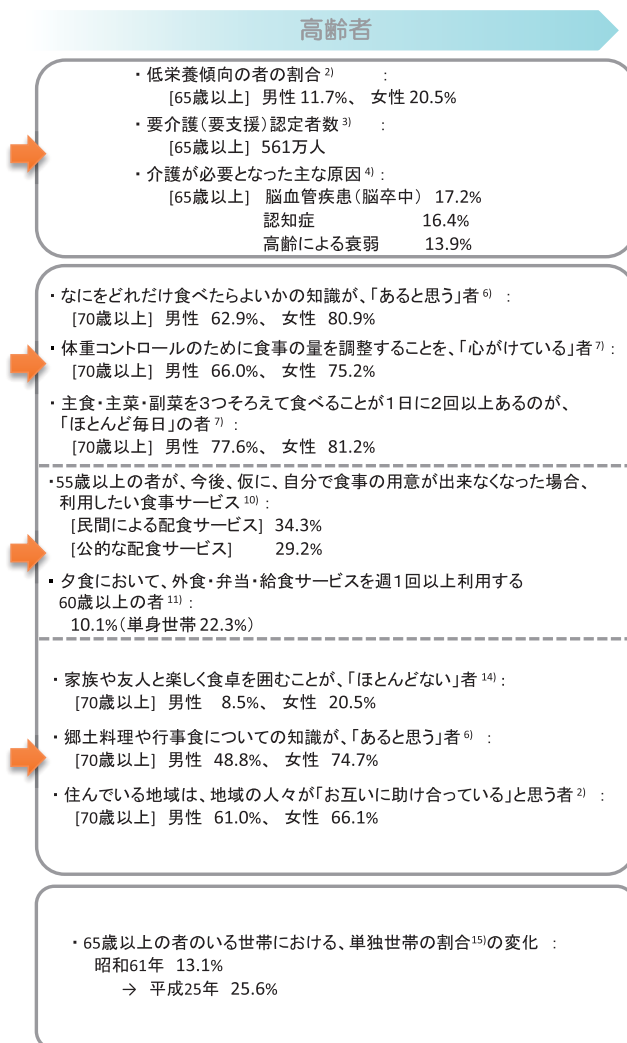 高齢者
・低栄養傾向の者の割合 2) ：
[65歳以上] 男性 11.7%、 女性 20.5%
・要介護（要支援）認定者数 3) ：
[65歳以上] 561万人
・介護が必要となった主な原因 4) ：
[65歳以上] 脳血管疾患（脳卒中） 17.2%
認知症 16.4%
高齢による衰弱 13.9%
・なにをどれだけ食べたらよいかの知識が、「あると思う」者 6) ：
[70歳以上] 男性 62.9%、 女性 80.9%
・体重コントロールのために食事の量を調整することを、「心がけている」者 7) ：
[70歳以上] 男性 66.0%、 女性 75.2%
・主食・主菜・副菜を３つそろえて食べることが１日に２回以上あるのが、
「ほとんど毎日」の者 7) ：
[70歳以上] 男性 77.6%、 女性 81.2%
・55歳以上の者が、今後、仮に、自分で食事の用意が出来なくなった場合、
利用したい食事サービス 10) ：
[民間による配食サービス] 34.3%
[公的な配食サービス] 29.2%
・夕食において、外食・弁当・給食サービスを週１回以上利用する
60歳以上の者 11) ：
10.1%（単身世帯 22.3%）
・家族や友人と楽しく食卓を囲むことが、「ほとんどない」者 14) ：
[70歳以上] 男性 8.5%、 女性 20.5%
・郷土料理や行事食についての知識が、「あると思う」者 6) ：
[70歳以上] 男性 48.8%、 女性 74.7%
・住んでいる地域は、地域の人々が「お互いに助け合っている」と思う者 2) ：
[70歳以上] 男性 61.0%、 女性 66.1%
・65歳以上の者のいる世帯における、単独世帯の割合15)の変化 ：
昭和61年 13.1%
→ 平成25年 25.6%